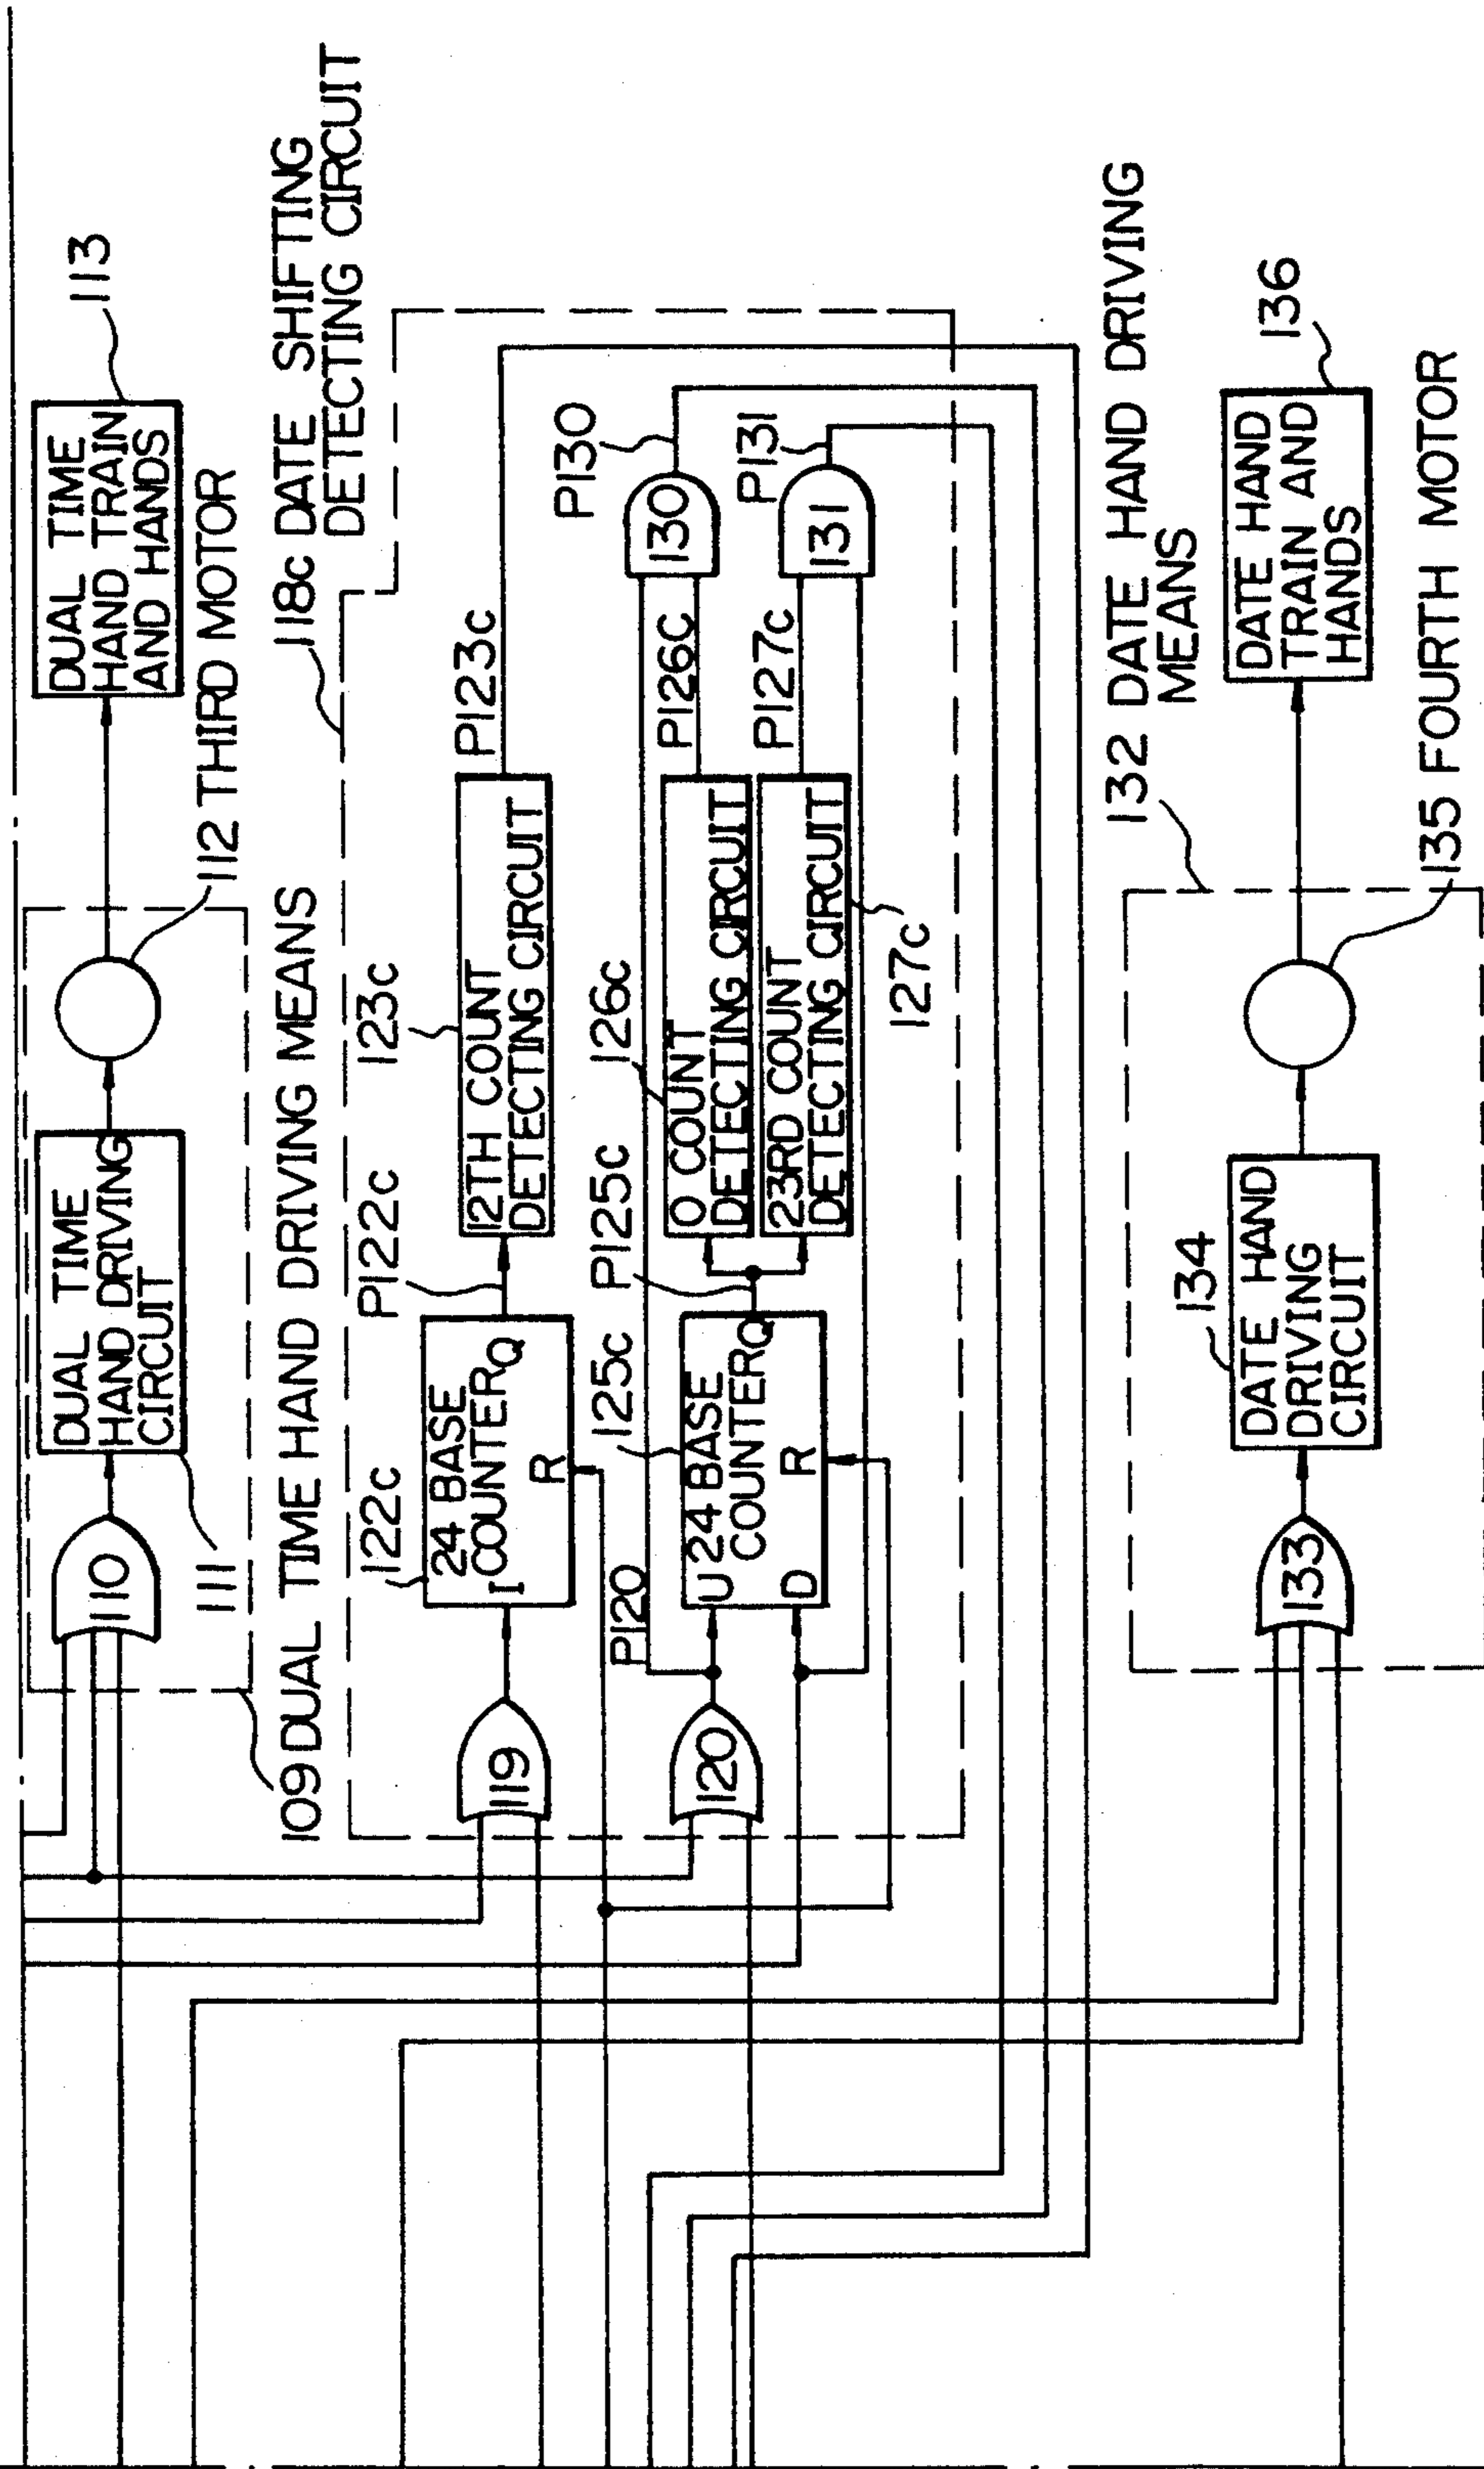 DUAL TIME
HAND TRAIN
AND HANDS
113
112 THIRD MOTOR
DUAL TIME
HAND DRIVING
CIRCUIT
110
111
109 DUAL TIME HAND DRIVING MEANS
118c DATE SHIFTING
DETECTING CIRCUIT
119
122c
24 BASE
COUNTER
I
Q
R
P122c
123c
12TH COUNT
DETECTING CIRCUIT
P123c
120
P120
125c
U 24 BASE
COUNTER
Q
D
R
P125c
126c
0 COUNT
DETECTING CIRCUIT
P126C
23RD COUNT
DETECTING CIRCUIT
127c
P127c
130
P130
131
P131
132 DATE HAND DRIVING
MEANS
133
134
DATE HAND
DRIVING
CIRCUIT
135 FOURTH MOTOR
DATE HAND
TRAIN AND
HANDS
136